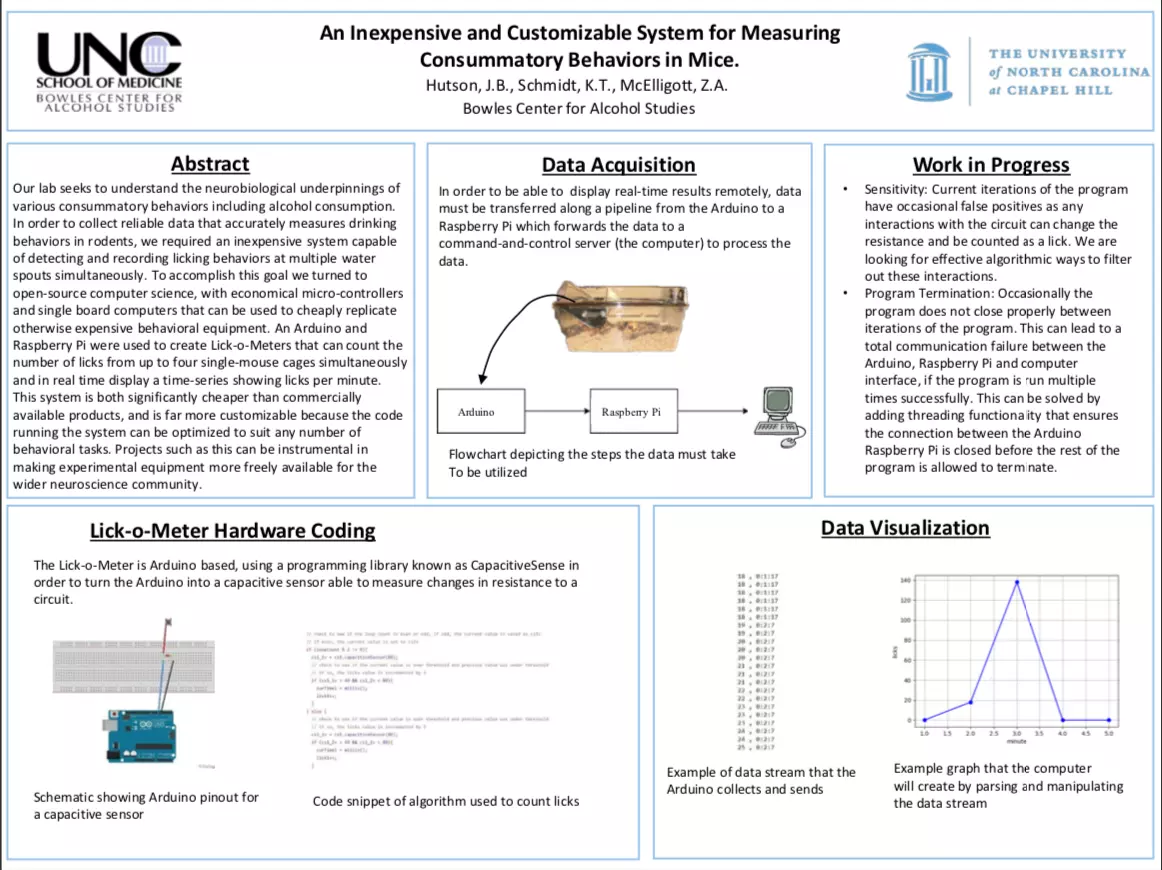 UNC
SCHOOL OF MEDICINE
BOWLES CENTER FOR
ALCOHOL STUDIES
An Inexpensive and Customizable System for Measuring
Consummatory Behaviors in Mice.
Hutson, J.B., Schmidt, K.T., McElligott, Z.A.
Bowles Center for Alcohol Studies
THE UNIVERSITY
of NORTH CAROLINA
at CHAPEL HILL
Abstract
Our lab seeks to understand the neurobiological underpinnings of
various consummatory behaviors including alcohol consumption.
In order to collect reliable data that accurately measures drinking
behaviors in rodents, we required an inexpensive system capable
of detecting and recording licking behaviors at multiple water
spouts simultaneously. To accomplish this goal we turned to
open-source computer science, with economical micro-controllers
and single board computers that can be used to cheaply replicate
otherwise expensive behavioral equipment. An Arduino and
Raspberry Pi were used to create Lick-o-Meters that can count the
number of licks from up to four single-mouse cages simultaneously
and in real time display a time-series showing licks per minute.
This system is both significantly cheaper than commercially
available products, and is far more customizable because the code
running the system can be optimized to suit any number of
behavioral tasks. Projects such as this can be instrumental in
making experimental equipment more freely available for the
wider neuroscience community.
Data Acquisition
In order to be able to display real-time results remotely, data
must be transferred along a pipeline from the Arduino to a
Raspberry Pi which forwards the data to a
command-and-control server (the computer) to process the
data.
Arduino
Raspberry Pi
Flowchart depicting the steps the data must take
To be utilized
Work in Progress
• Sensitivity: Current iterations of the program
have occasional false positives as any
interactions with the circuit can change the
resistance and be counted as a lick. We are
looking for effective algorithmic ways to filter
out these interactions.
• Program Termination: Occasionally the
program does not close properly between
iterations of the program. This can lead to a
total communication failure between the
Arduino, Raspberry Pi and computer
interface, if the program is run multiple
times successfully. This can be solved by
adding threading functionaity that ensures
the connection between the Arduino
Raspberry Pi is closed before the rest of the
program is allowed to terminate.
Lick-o-Meter Hardware Coding
The Lick-o-Meter is Arduino based, using a programming library known as CapacitiveSense in
order to turn the Arduino into a capacitive sensor able to measure changes in resistance to a
circuit.
Schematic showing Arduino pinout for
a capacitive sensor
Code snippet of algorithm used to count licks
Data Visualization
Example of data stream that the
Arduino collects and sends
140
120
100
80
60
40
20
0
licks
1.0 1.5 2.0 2.5 3.0 3.5 4.0 4.5 5.0
minute
Example graph that the computer
will create by parsing and manipulating
the data stream